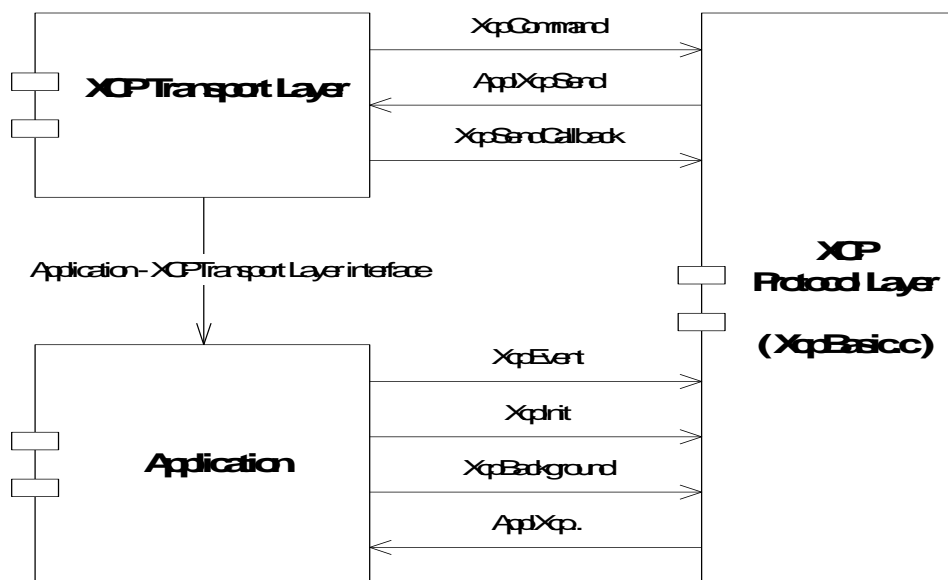 XCP Transport Layer
XcpCommand
ApplXcpSend
XcpSendCallback
Application - XCP Transport Layer interface
XCP
Protocol Layer
( XcpBasic.c )
Application
XcpEvent
XcpInit
XcpBackground
ApplXcp..